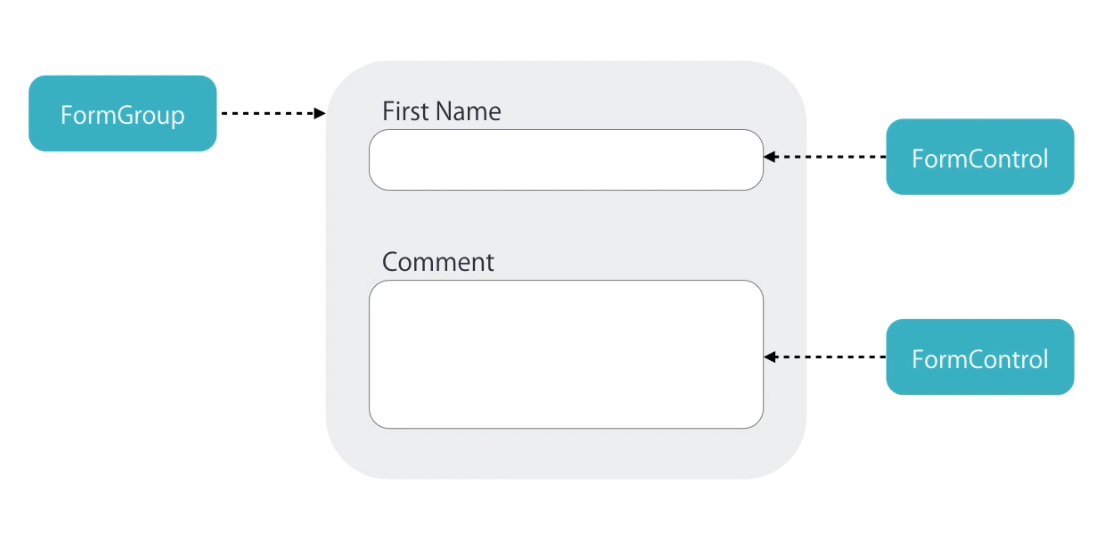 FormGroup
First Name
FormControl
Comment
FormControl